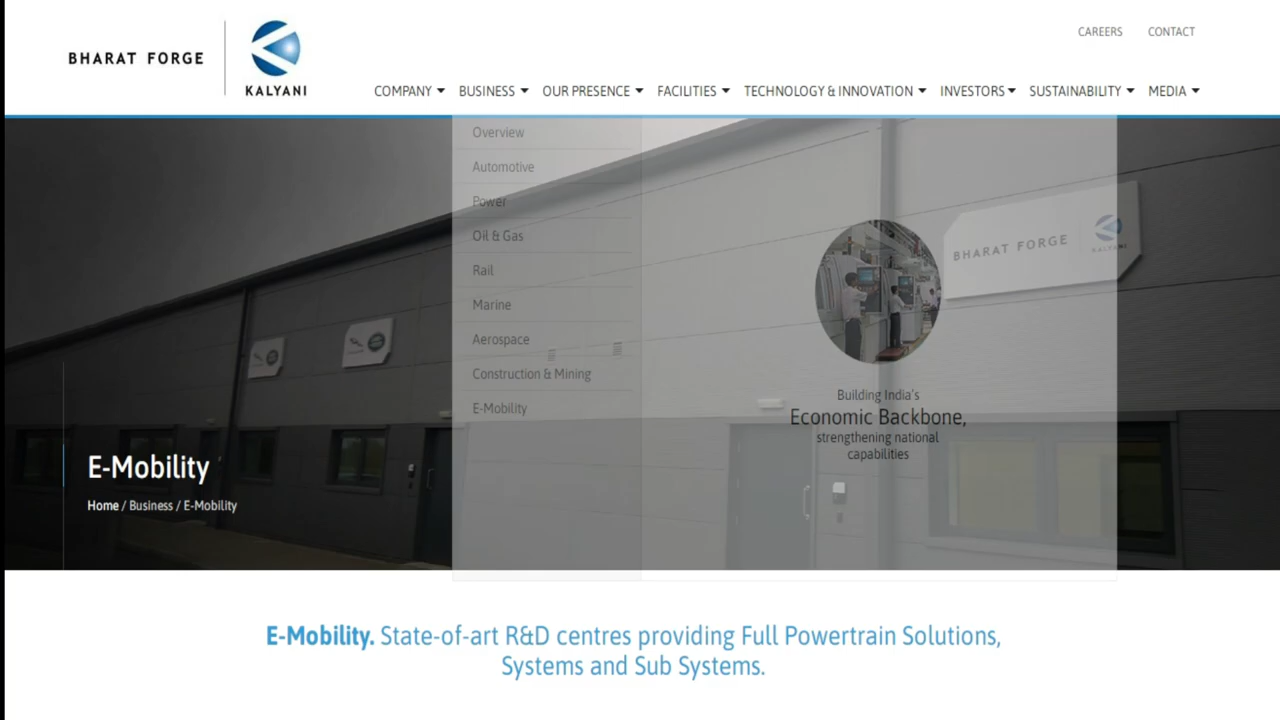 CAREERS CONTACT
BHARAT FORGE
KALYANI
COMPANY BUSINESS OUR PRESENCE FACILITIES TECHNOLOGY & INNOVATION INVESTORS SUSTAINABILITY MEDIA
Overview
Automotive
Power
Oil & Gas
Rail
Marine
Aerospace
Construction & Mining
E-Mobility
BHARAT FORGE
KALYANI
Building India's
Economic Backbone,
strengthening national
capabilities
E-Mobility
Home / Business / E-Mobility
E-Mobility. State-of-art R&D centres providing Full Powertrain Solutions,
Systems and Sub Systems.